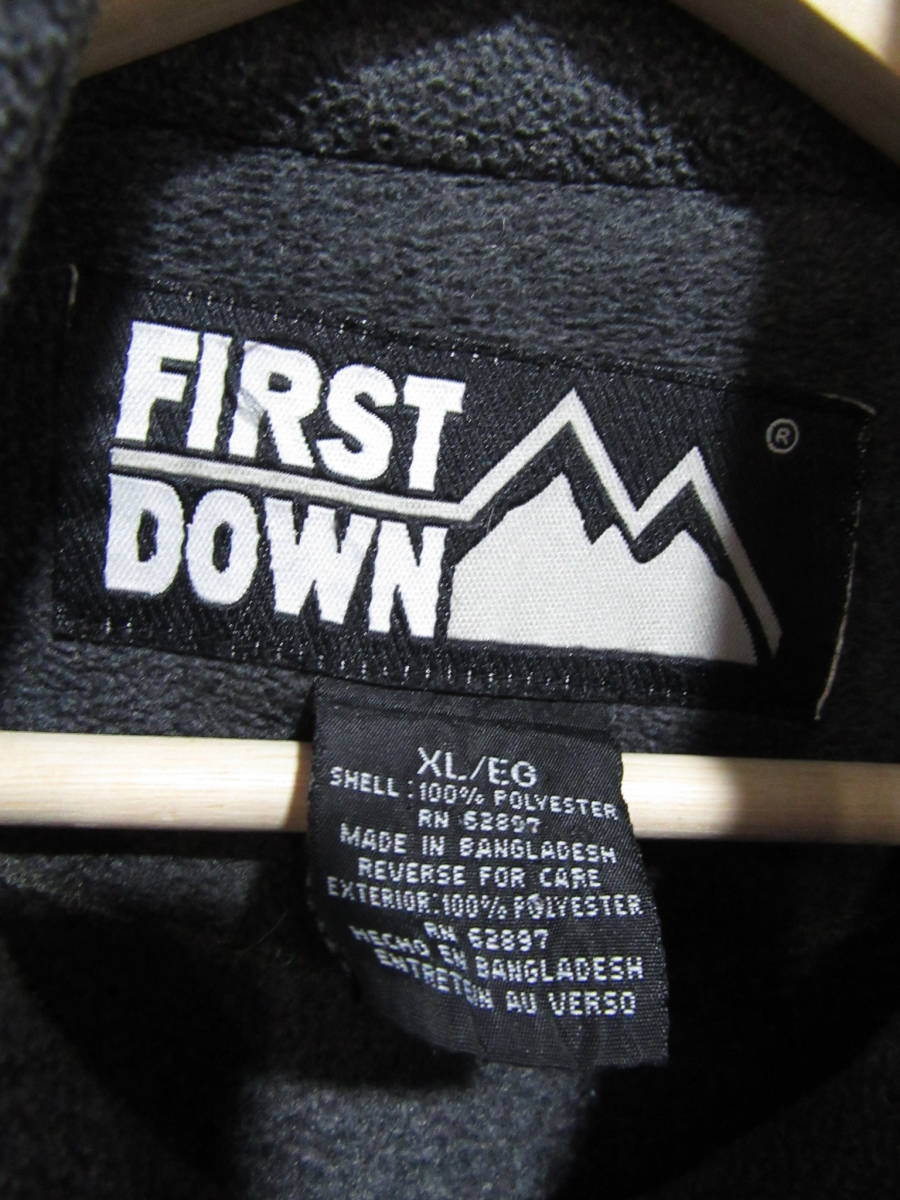 FIRST
DOWN
®
XL/EG
SHELL: 100% POLYESTER
RN 62897
MADE IN BANGLADESH
REVERSE FOR CARE
EXTERIOR: 100% POLYESTER
RN 62897
HECHO EN BANGLADESH
ENTRETEIN AU VERSO